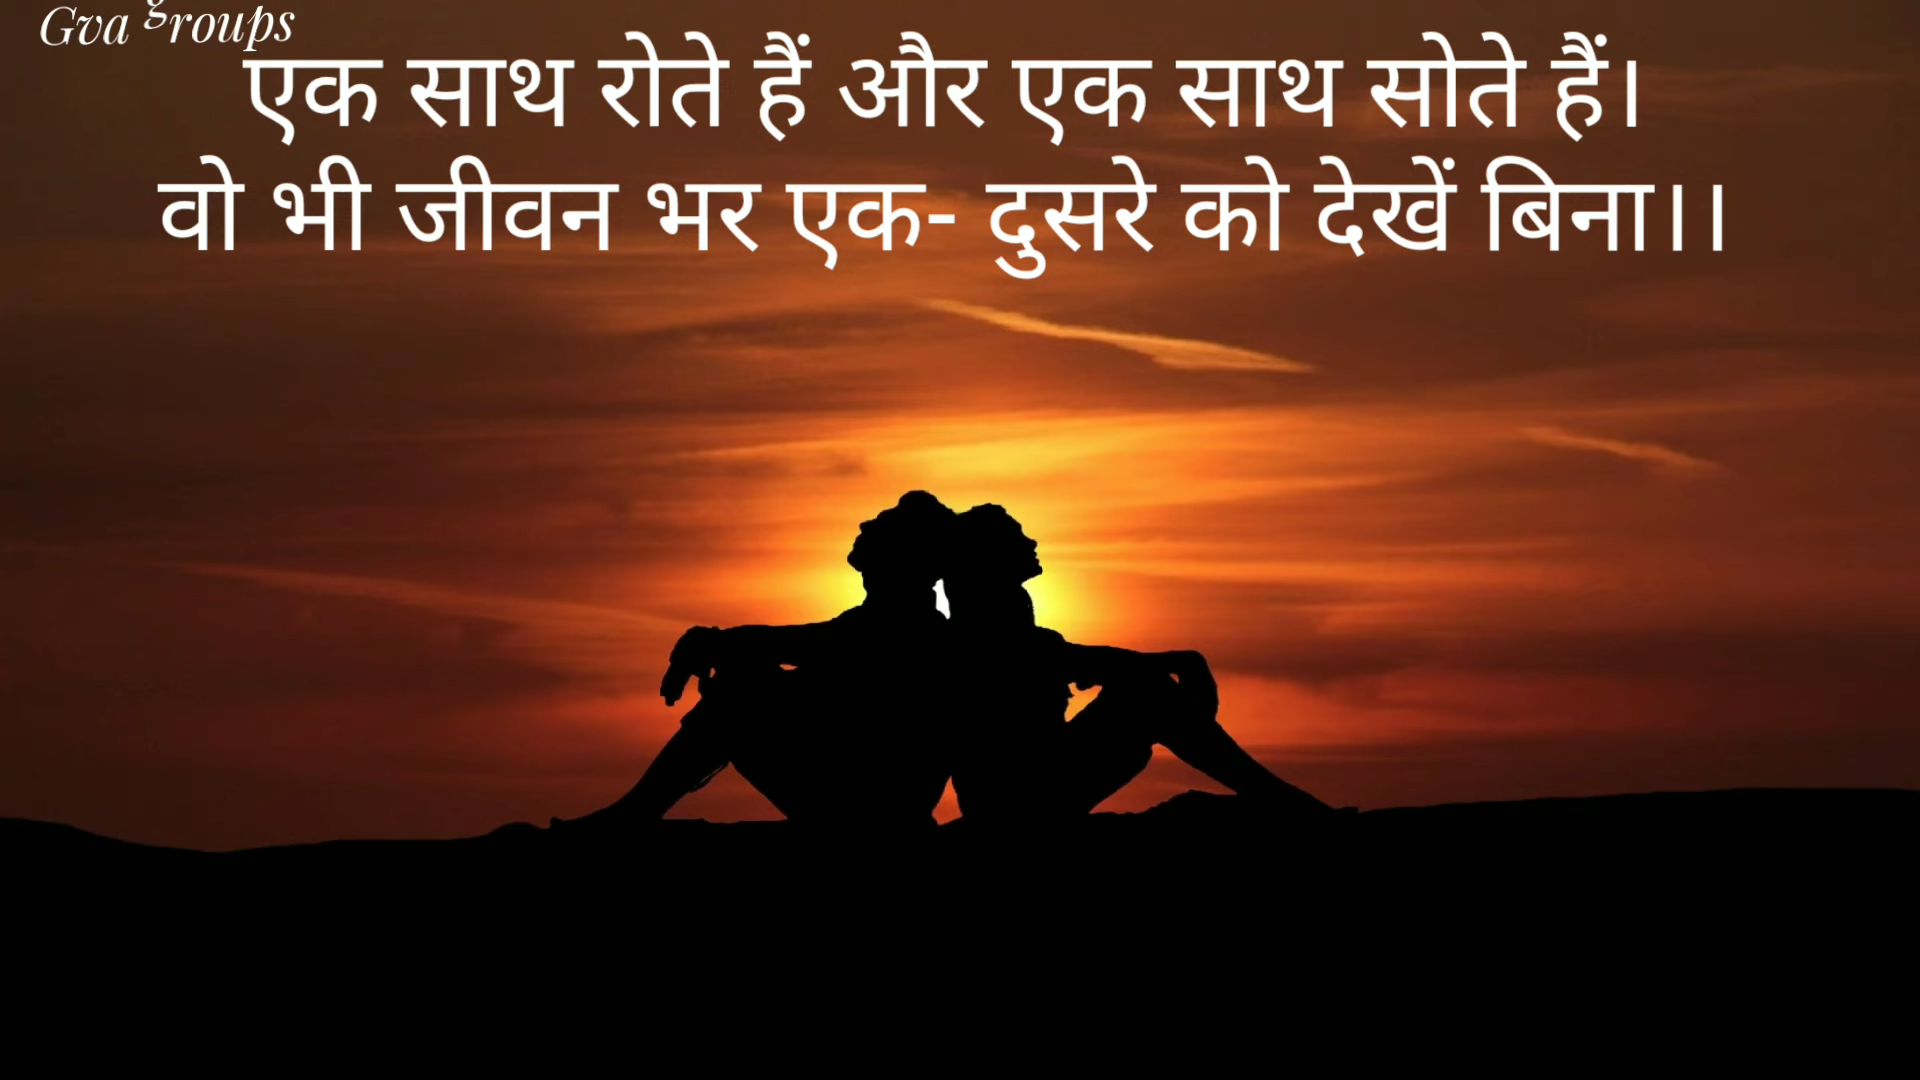 Gva groups
एक साथ रोते हैं और एक साथ सोते हैं।
वो भी जीवन भर एक- दुसरे को देखें बिना।।